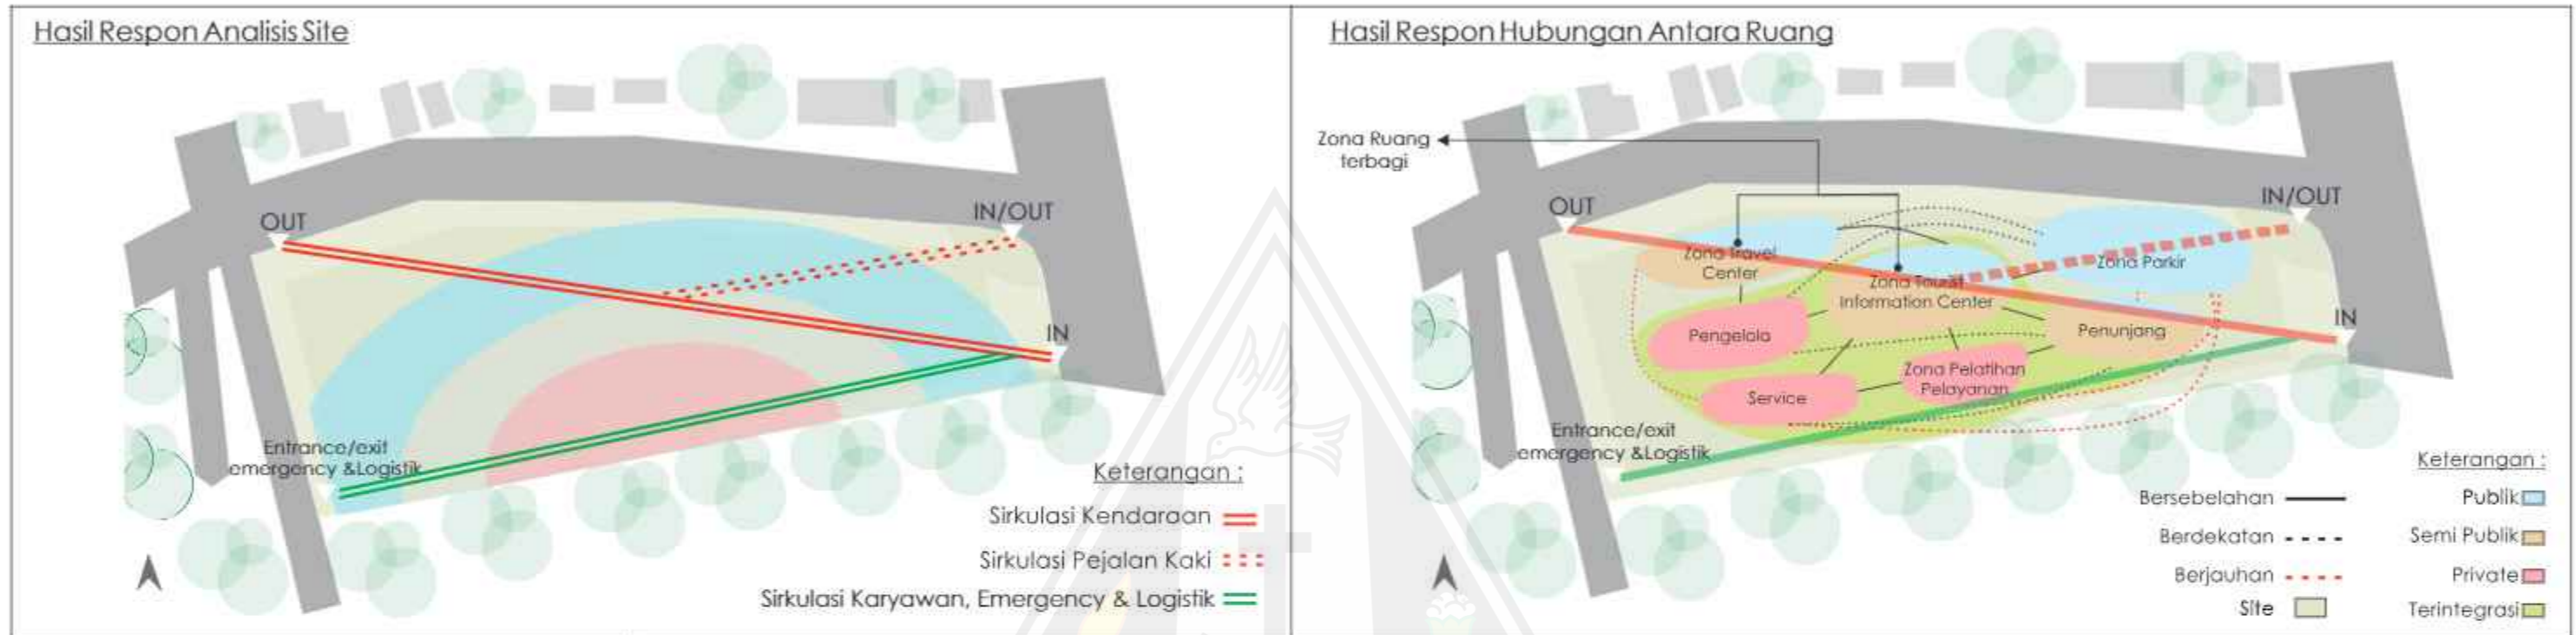 Hasil Respon Analisis Site
OUT
IN/OUT
IN
Entrance/exit
emergency &Logistik
Keterangan :
Sirkulasi Kendaraan
Sirkulasi Pejalan Kaki
Sirkulasi Karyawan, Emergency & Logistik
Hasil Respon Hubungan Antara Ruang
Zona Ruang
terbagi
OUT
IN/OUT
Zona Travel
Center
Zona Parkir
Zona Tourist
Information Center
IN
Pengelola
Penunjang
Zona Pelatihan
Pelayanan
Service
Entrance/exit
emergency &Logistik
Keterangan :
Bersebelahan
Publik
Berdekatan
Semi Publik
Berjauhan
Private
Site
Terintegrasi